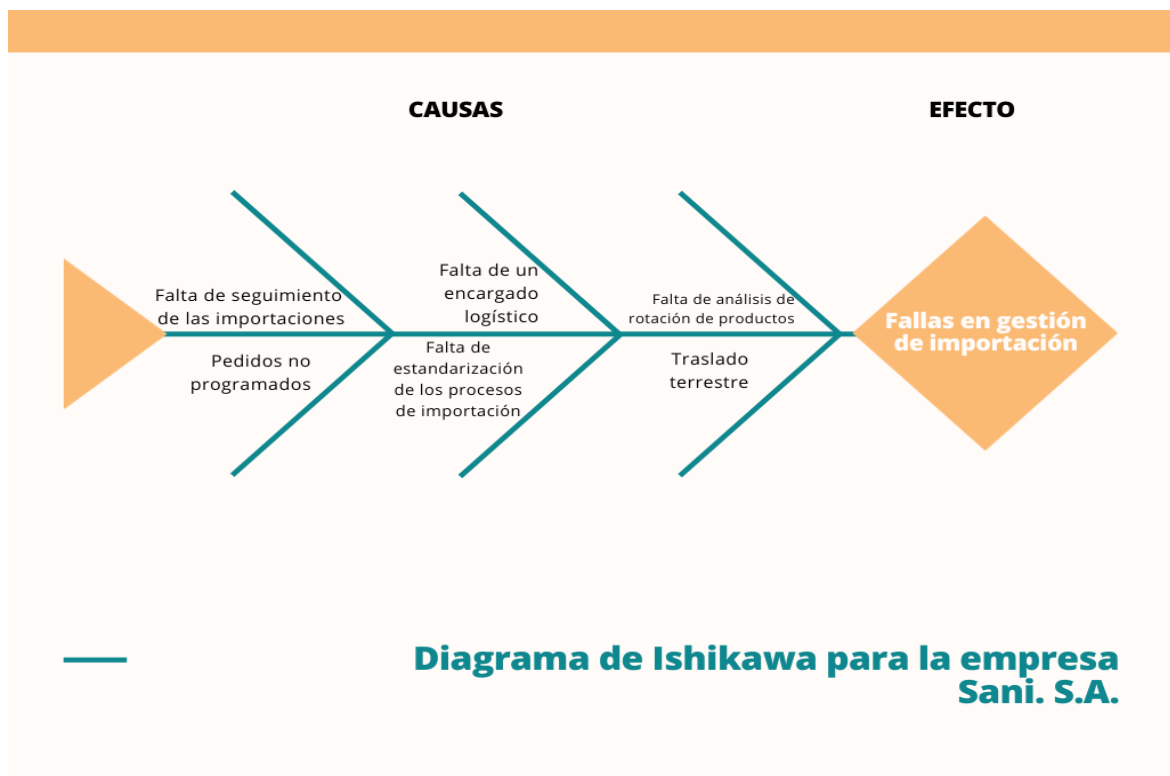 CAUSAS
EFECTO
Falta de seguimiento
de las importaciones
Falta de un
encargado
logístico
Falta de análisis de
rotación de productos
Fallas en gestión
de importación
Pedidos no
programados
Falta de
estandarización
de los procesos
de importación
Traslado
terrestre
Diagrama de Ishikawa para la empresa
Sani. S.A.